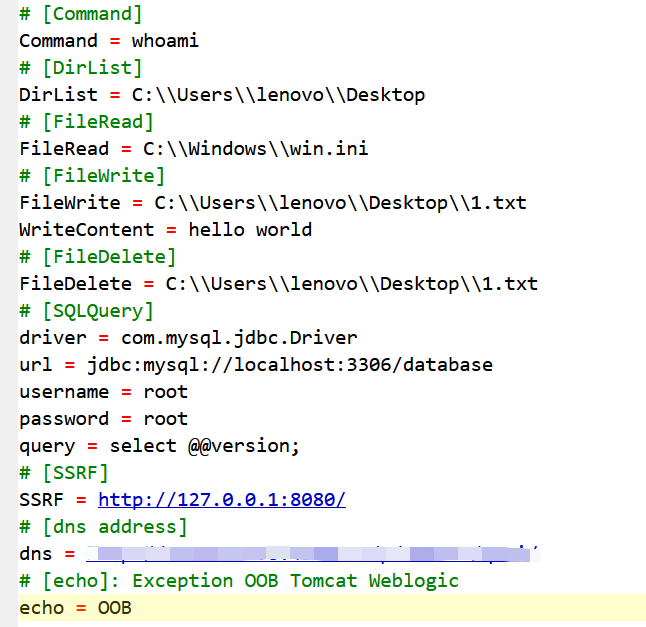 # [Command]
Command = whoami
# [DirList]
DirList = C:\\Users\\lenovo\\Desktop
# [FileRead]
FileRead = C:\\Windows\\win.ini
# [FileWrite]
FileWrite = C:\\Users\\lenovo\\Desktop\\1.txt
WriteContent = hello world
# [FileDelete]
FileDelete = C:\\Users\\lenovo\\Desktop\\1.txt
# [SQLQuery]
driver = com.mysql.jdbc.Driver
url = jdbc:mysql://localhost:3306/database
username = root
password = root
query = select @@version;
# [SSRF]
SSRF = http://127.0.0.1:8080/
# [dns address]
dns =
# [echo]: Exception OOB Tomcat Weblogic
echo = OOB